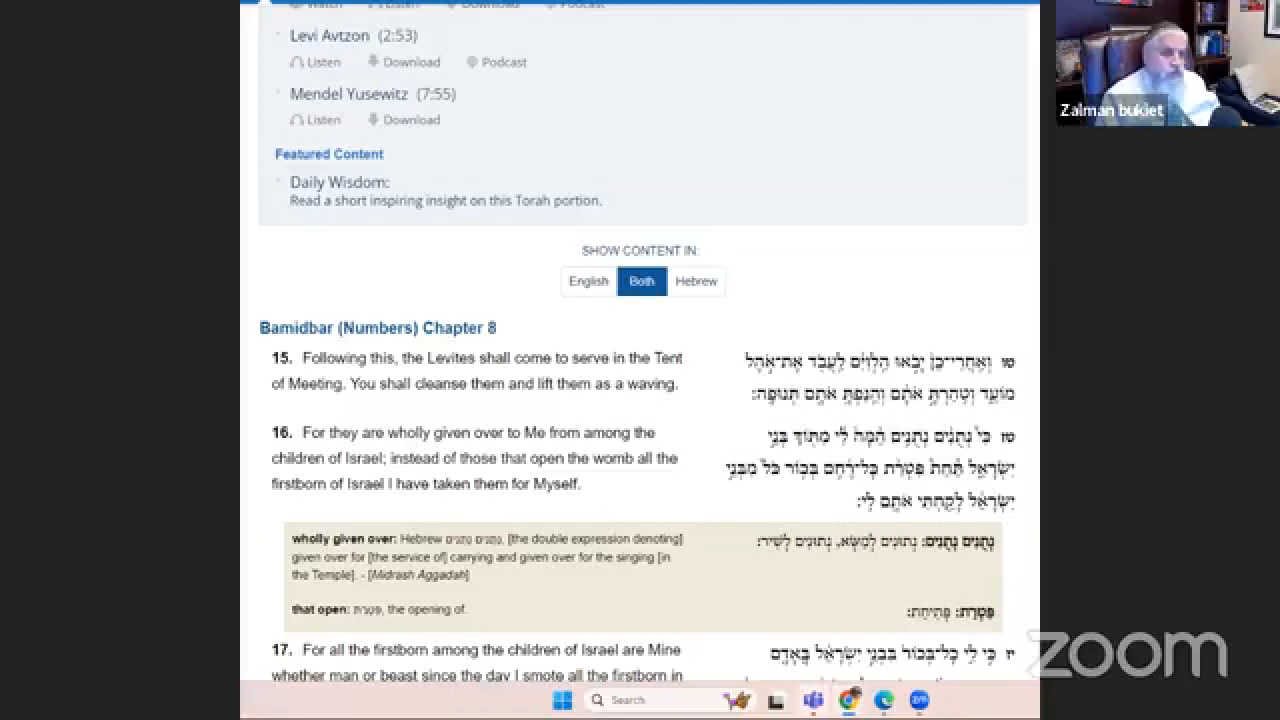 Watch Listen Download Podcast
Levi Avtzon (2:53)
Listen Download Podcast
Mendel Yusewitz (7:55)
Listen Download
Featured Content
Daily Wisdom:
Read a short inspiring insight on this Torah portion.
SHOW CONTENT IN:
English Both Hebrew
Bamidbar (Numbers) Chapter 8
15. Following this, the Levites shall come to serve in the Tent
of Meeting. You shall cleanse them and lift them as a waving.
טו וְאַֽחֲרֵי־כֵן֙ יָבֹ֣אוּ הַֽלְוִיִּ֔ם לַֽעֲבֹ֖ד אֶת־אֹ֣הֶל
מוֹעֵ֑ד וְטִֽהַרְתָּ֣ אֹתָ֔ם וְהֵֽנַפְתָּ֥ אֹתָ֖ם תְּנוּפָֽה:
16. For they are wholly given over to Me from among the
children of Israel; instead of those that open the womb all the
firstborn of Israel I have taken them for Myself.
טז כִּי֩ נְתֻנִ֨ים נְתֻנִ֥ים הֵ֨מָּה֙ לִ֔י מִתּ֖וֹךְ בְּנֵ֣י
יִשְׂרָאֵ֑ל תַּ֩חַת֩ פִּטְרַ֨ת כָּל־רֶ֜חֶם בְּכ֥וֹר כֹּל֙ מִבְּנֵ֣י
יִשְׂרָאֵ֔ל לָקַ֥חְתִּי אֹתָ֖ם לִֽי:
wholly given over: Hebrew נְתֻנִים נְתֻנִים, [the double expression denoting]
given over for [the service of] carrying and given over for the singing [in
the Temple]. - [Midrash Aggadah]
נְתֻנִים נְתֻנִים: נְתוּנִים לְמַשָּׂא, נְתוּנִים לְשִׁיר:
that open: פִּטְרַת, the opening of.
פִּטְרַת: פְּתִיחַת:
17. For all the firstborn among the children of Israel are Mine
whether man or beast since the day I smote all the firstborn in
יז כִּ֣י לִ֤י כָל־בְּכוֹר֙ בִּבְנֵ֣י יִשְׂרָאֵ֔ל בָּֽאָדָ֖ם
Search
Zalman bukiet
zoom